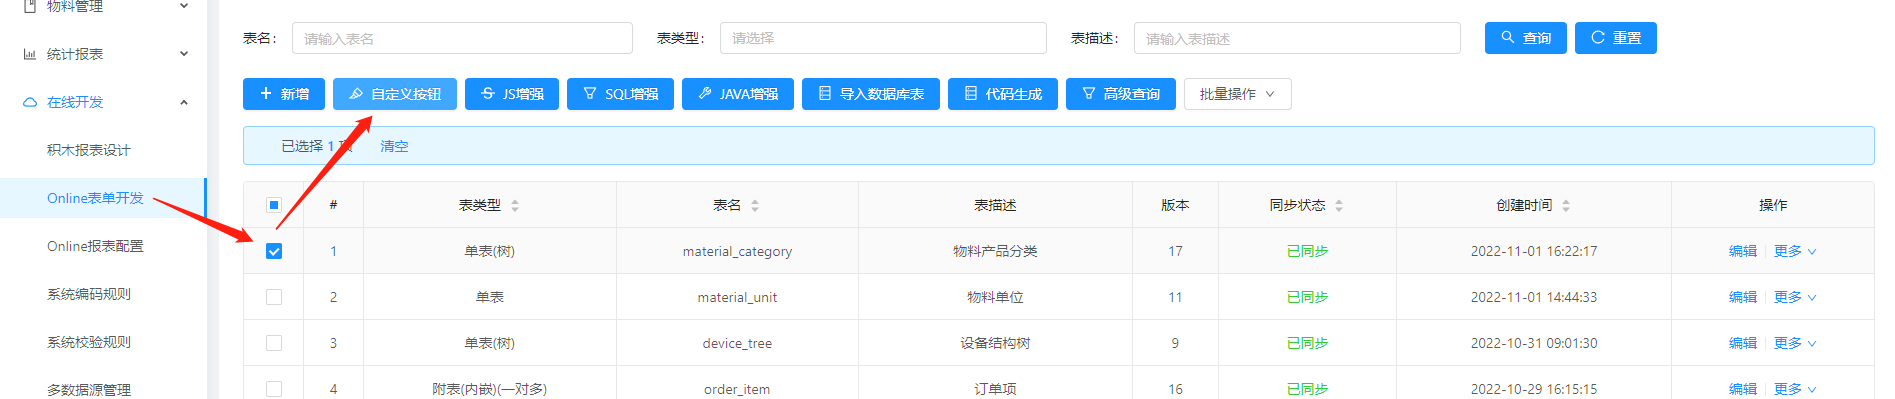 物料管理
统计报表
在线开发
积木报表设计
Online表单开发
Online报表配置
系统编码规则
系统校验规则
多数据源管理
表名： 请输入表名 表类型： 请选择 表描述： 请输入表描述 查询 重置
新增 自定义按钮 JS增强 SQL增强 JAVA增强 导入数据库表 代码生成 高级查询 批量操作
已选择 1 项 清空
# 表类型 表名 表描述 版本 同步状态 创建时间 操作
1 单表(树) material_category 物料产品分类 17 已同步 2022-11-01 16:22:17 编辑 更多
2 单表 material_unit 物料单位 11 已同步 2022-11-01 14:44:33 编辑 更多
3 单表(树) device_tree 设备结构树 9 已同步 2022-10-31 09:01:30 编辑 更多
4 附表(内嵌)(一对多) order_item 订单项 16 已同步 2022-10-29 16:15:15 编辑 更多